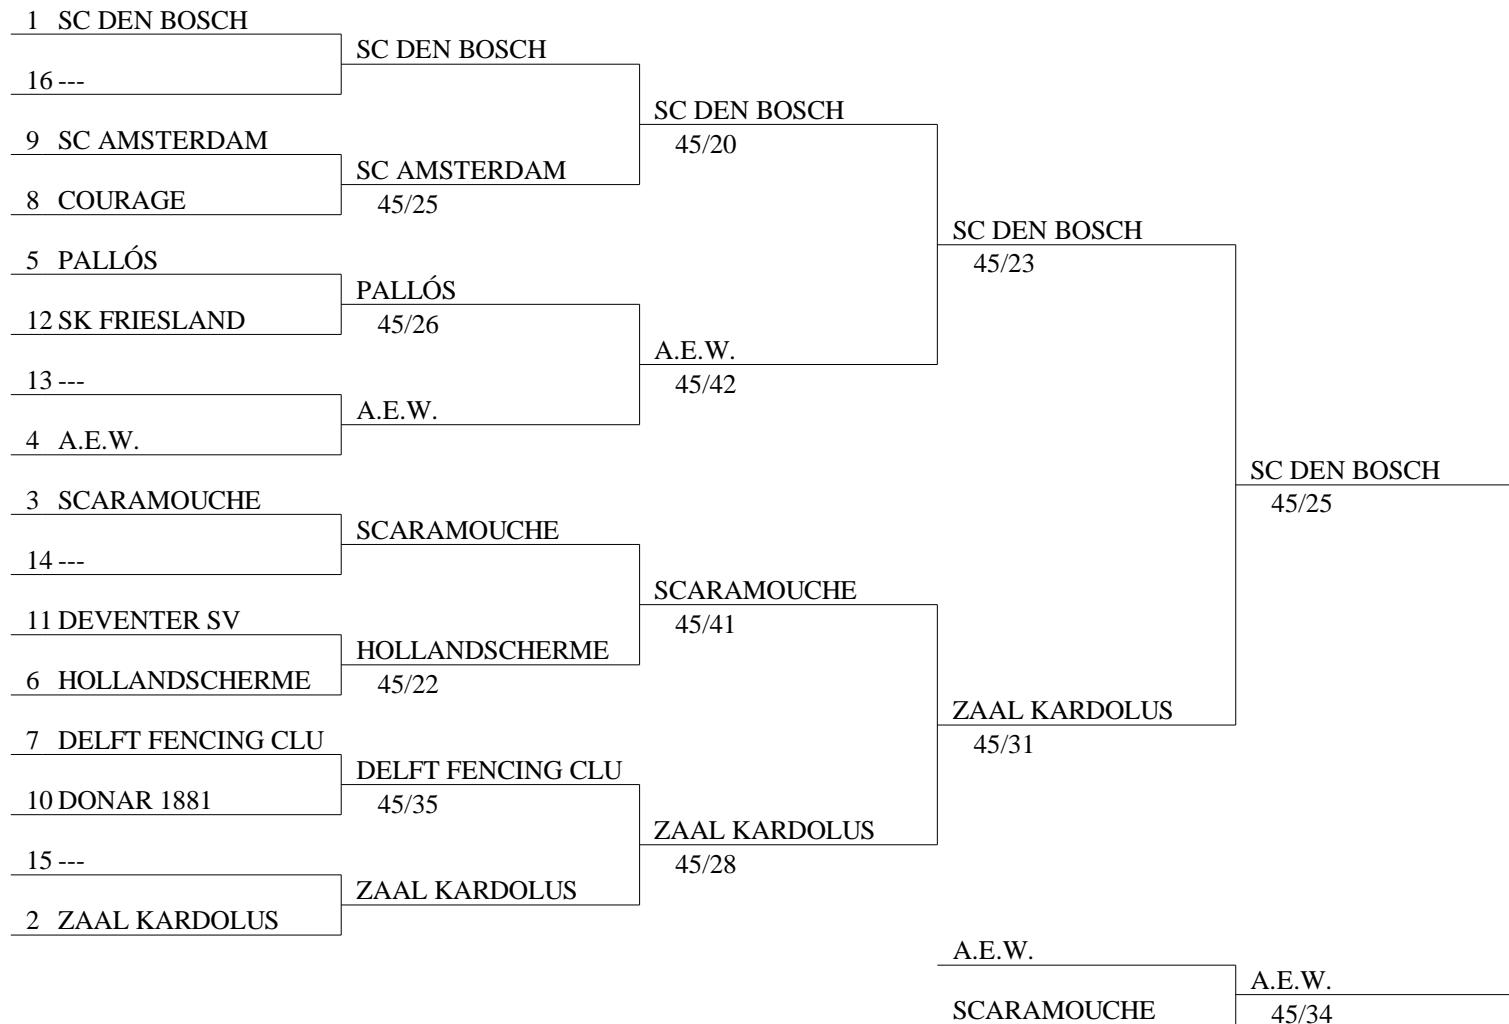 1 SC DEN BOSCH
16 ---
9 SC AMSTERDAM
8 COURAGE
5 PALLÓS
12 SK FRIESLAND
13 ---
4 A.E.W.
3 SCARAMOUCHE
14 ---
11 DEVENTER SV
6 HOLLANDSCHERME
7 DELFT FENCING CLU
10 DONAR 1881
15 ---
2 ZAAL KARDOLUS
SC DEN BOSCH
SC AMSTERDAM
45/25
PALLÓS
45/26
A.E.W.
SCARAMOUCHE
HOLLANDSCHERME
45/22
DELFT FENCING CLU
45/35
ZAAL KARDOLUS
SC DEN BOSCH
45/20
A.E.W.
45/42
SCARAMOUCHE
45/41
ZAAL KARDOLUS
45/28
SC DEN BOSCH
45/23
ZAAL KARDOLUS
45/31
SC DEN BOSCH
45/25
A.E.W.
SCARAMOUCHE
A.E.W.
45/34